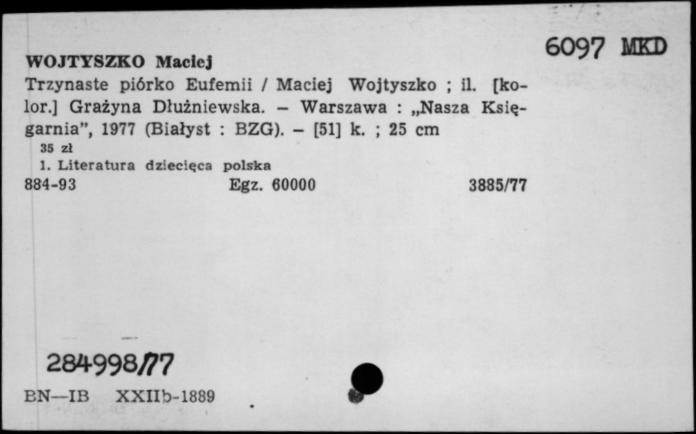 6097 MKD
WOJTYSZKO Maciej
Trzynaste piórko Eufemii / Maciej Wojtyszko ; il. [ko-
lor.] Grażyna Dłużniewska. — Warszawa : „Nasza Księ-
garnia”, 1977 (Białyst : BZG). — [51] k. ; 25 cm
35 zł
1. Literatura dziecięca polska
884-93 Egz. 60000 3885/77
284998/77
BN—IB XXIIb-1889